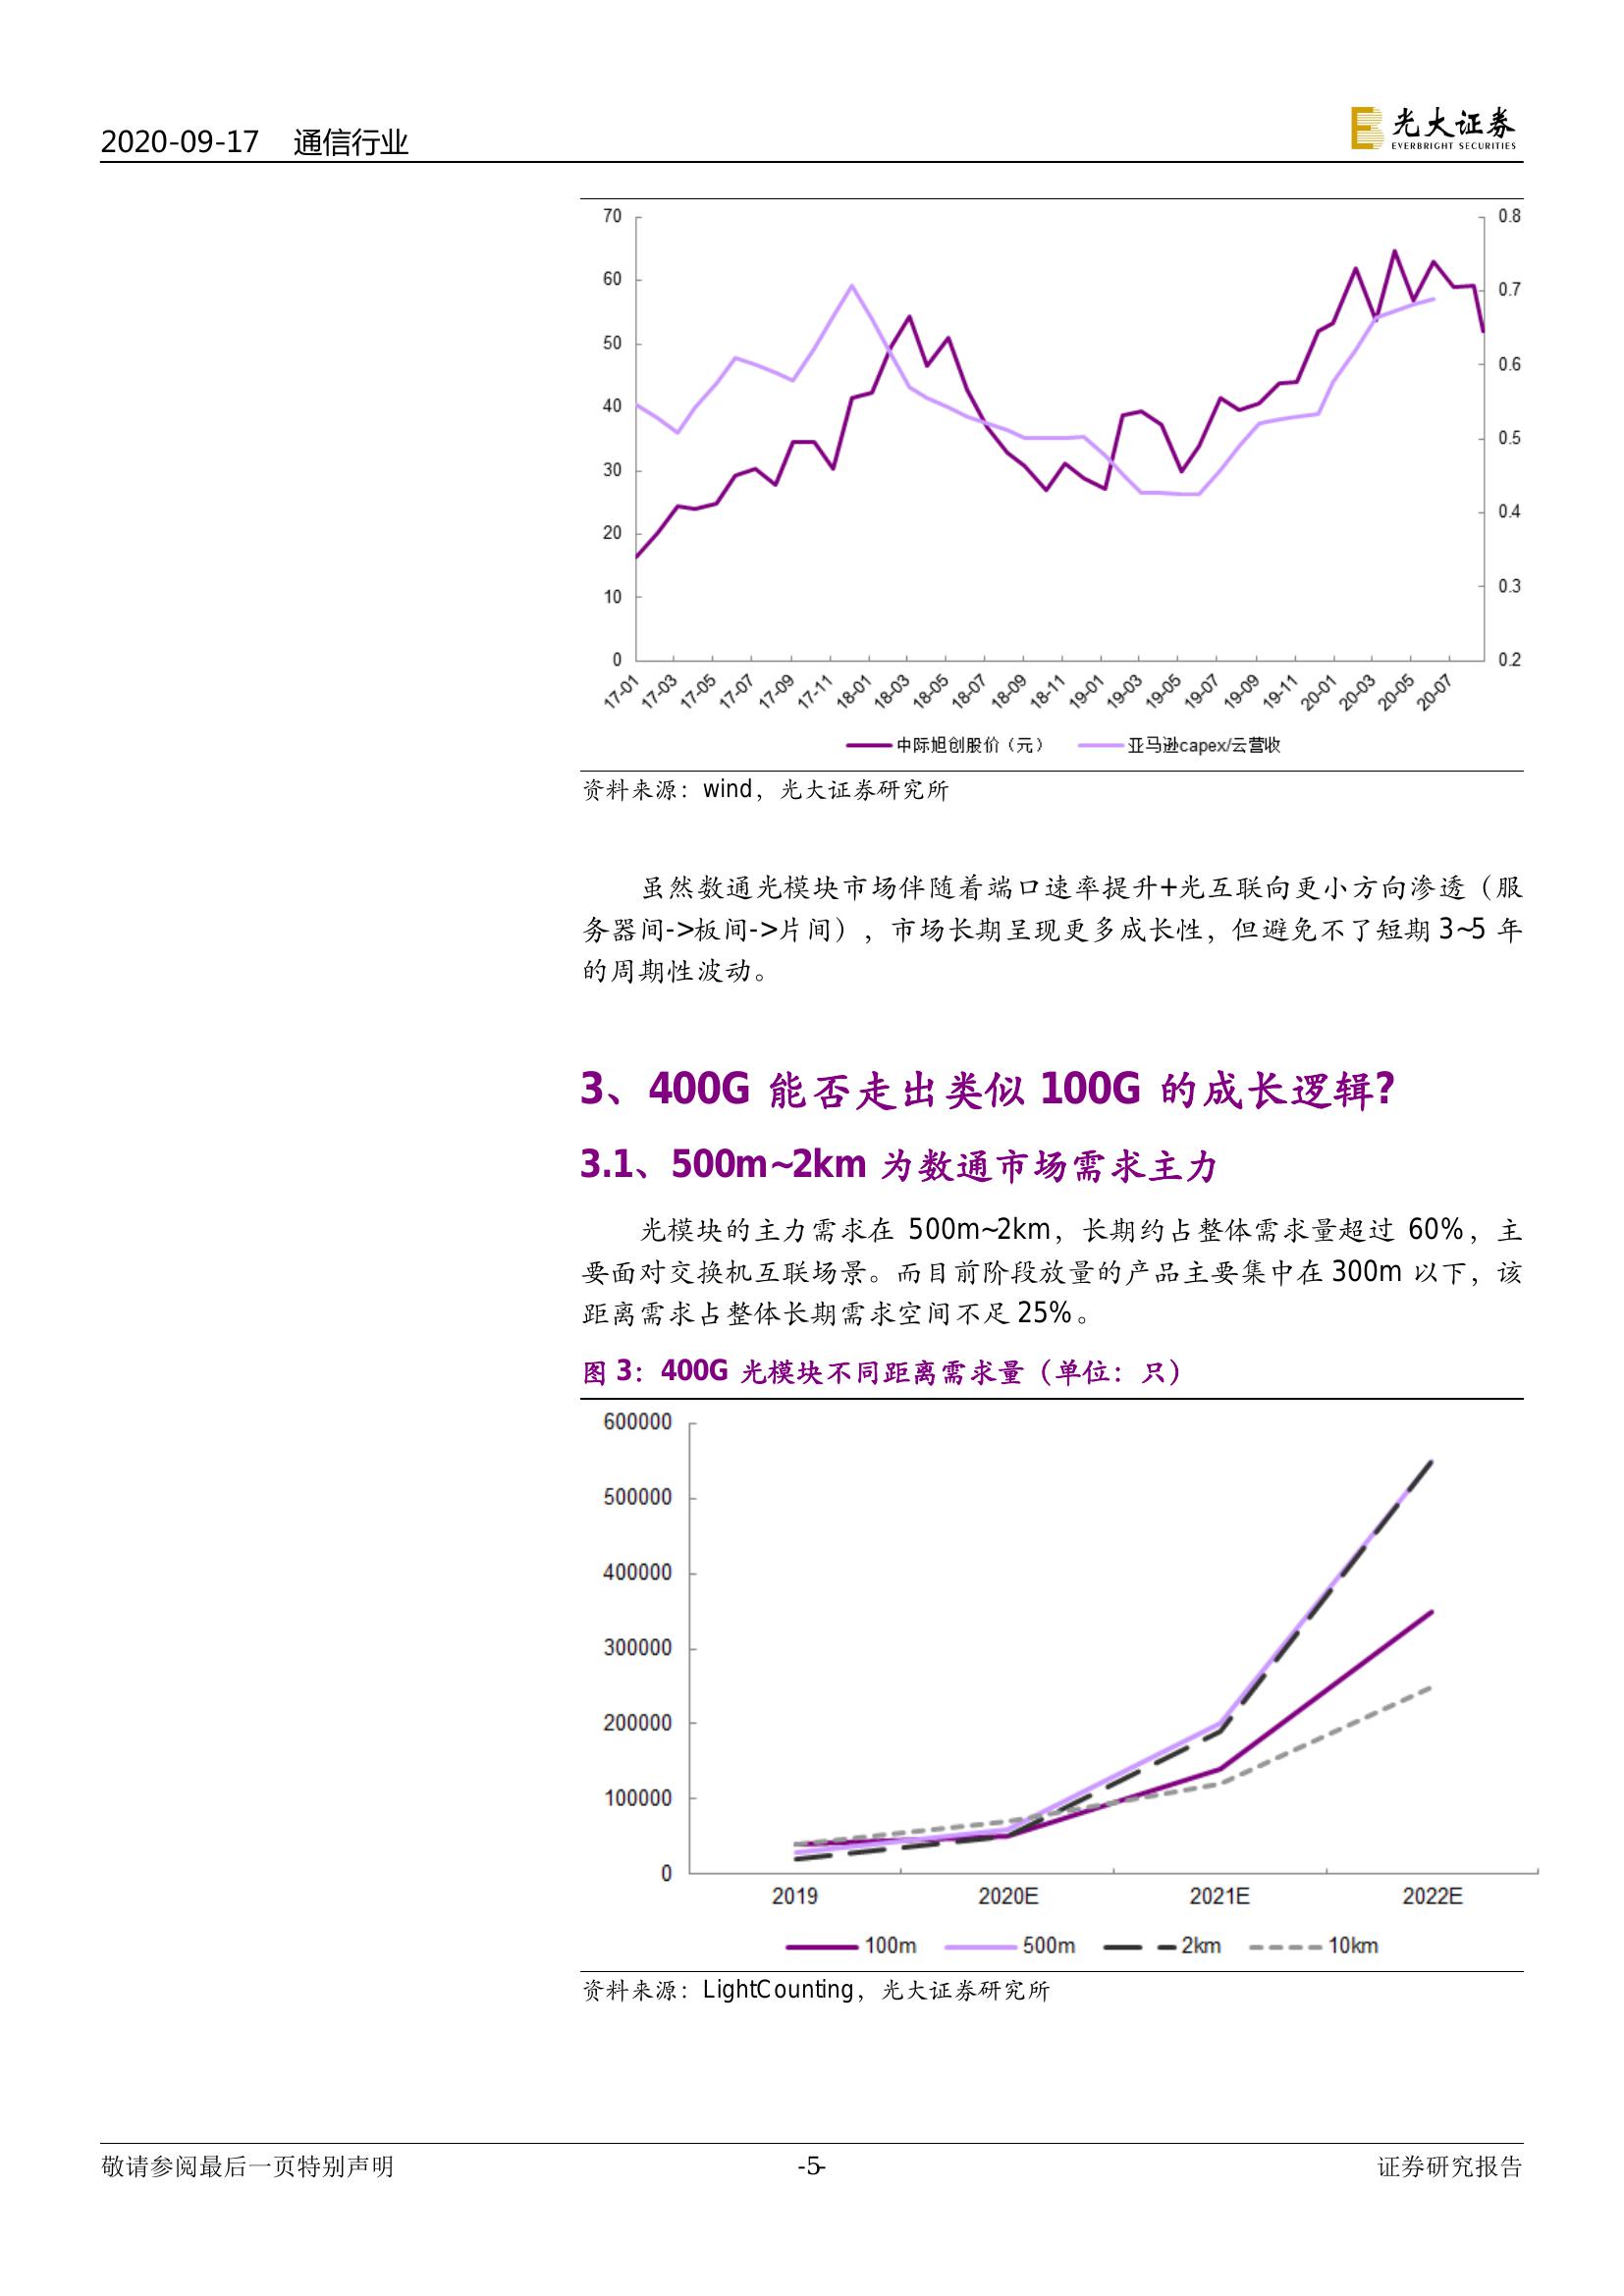 2020-09-17 通信行业
光大证券
EVERBRIGHT SECURITIES
70
60
50
40
30
20
10
0
0.8
0.7
0.6
0.5
0.4
0.3
0.2
17-01 17-03 17-05 17-07 17-09 17-11 18-01 18-03 18-05 18-07 18-09 18-11 19-01 19-03 19-05 19-07 19-09 19-11 20-01 20-03 20-05 20-07
中际旭创股价（元） 亚马逊capex/云营收
资料来源：wind，光大证券研究所
虽然数通光模块市场伴随着端口速率提升+光互联向更小方向渗透（服
务器间->板间->片间），市场长期呈现更多成长性，但避免不了短期 3~5 年
的周期性波动。
3、400G 能否走出类似 100G 的成长逻辑？
3.1、500m~2km 为数通市场需求主力
光模块的主力需求在 500m~2km，长期约占整体需求量超过 60%，主
要面对交换机互联场景。而目前阶段放量的产品主要集中在 300m 以下，该
距离需求占整体长期需求空间不足 25%。
图 3：400G 光模块不同距离需求量（单位：只）
600000
500000
400000
300000
200000
100000
0
2019 2020E 2021E 2022E
100m 500m 2km 10km
资料来源：LightCounting，光大证券研究所
敬请参阅最后一页特别声明 -5- 证券研究报告